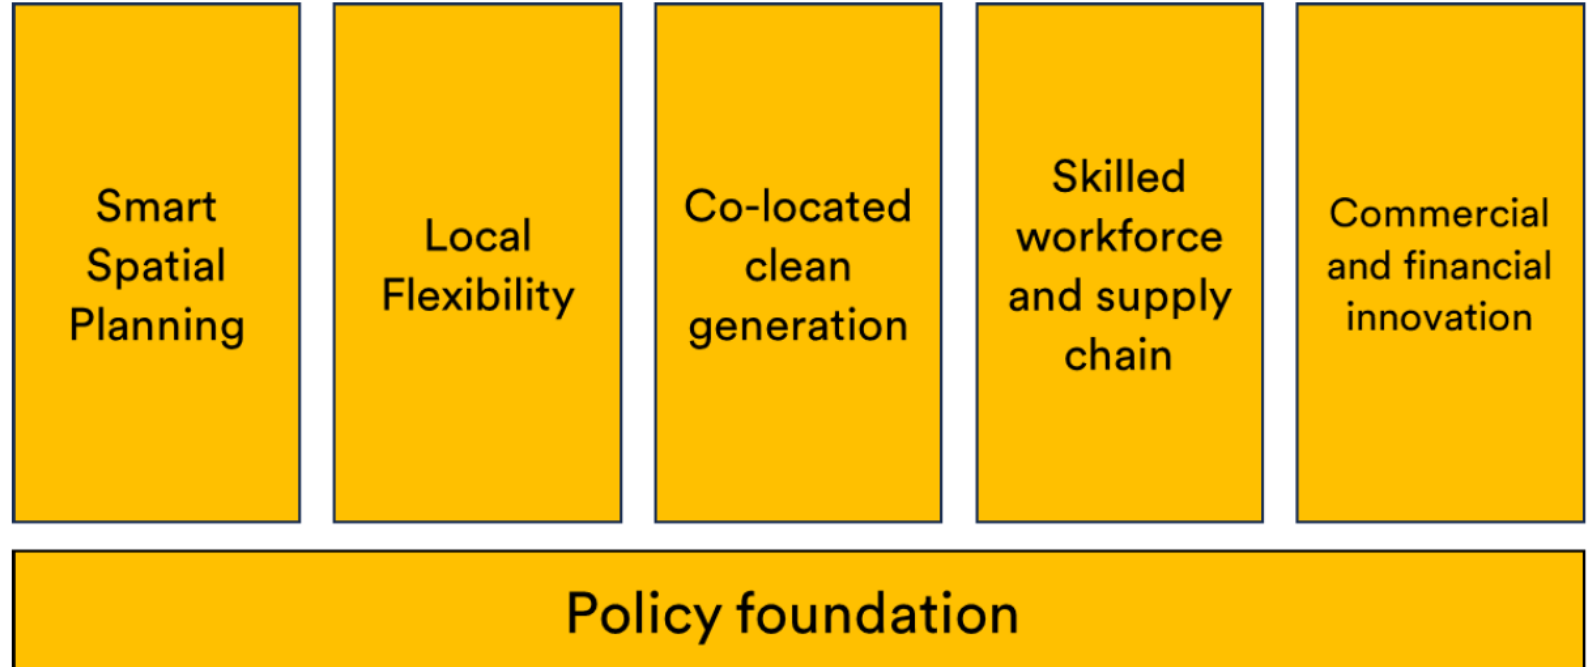 Smart
Spatial
Planning
Local
Flexibility
Co-located
clean
generation
Skilled
workforce
and supply
chain
Commercial
and financial
innovation
Policy foundation